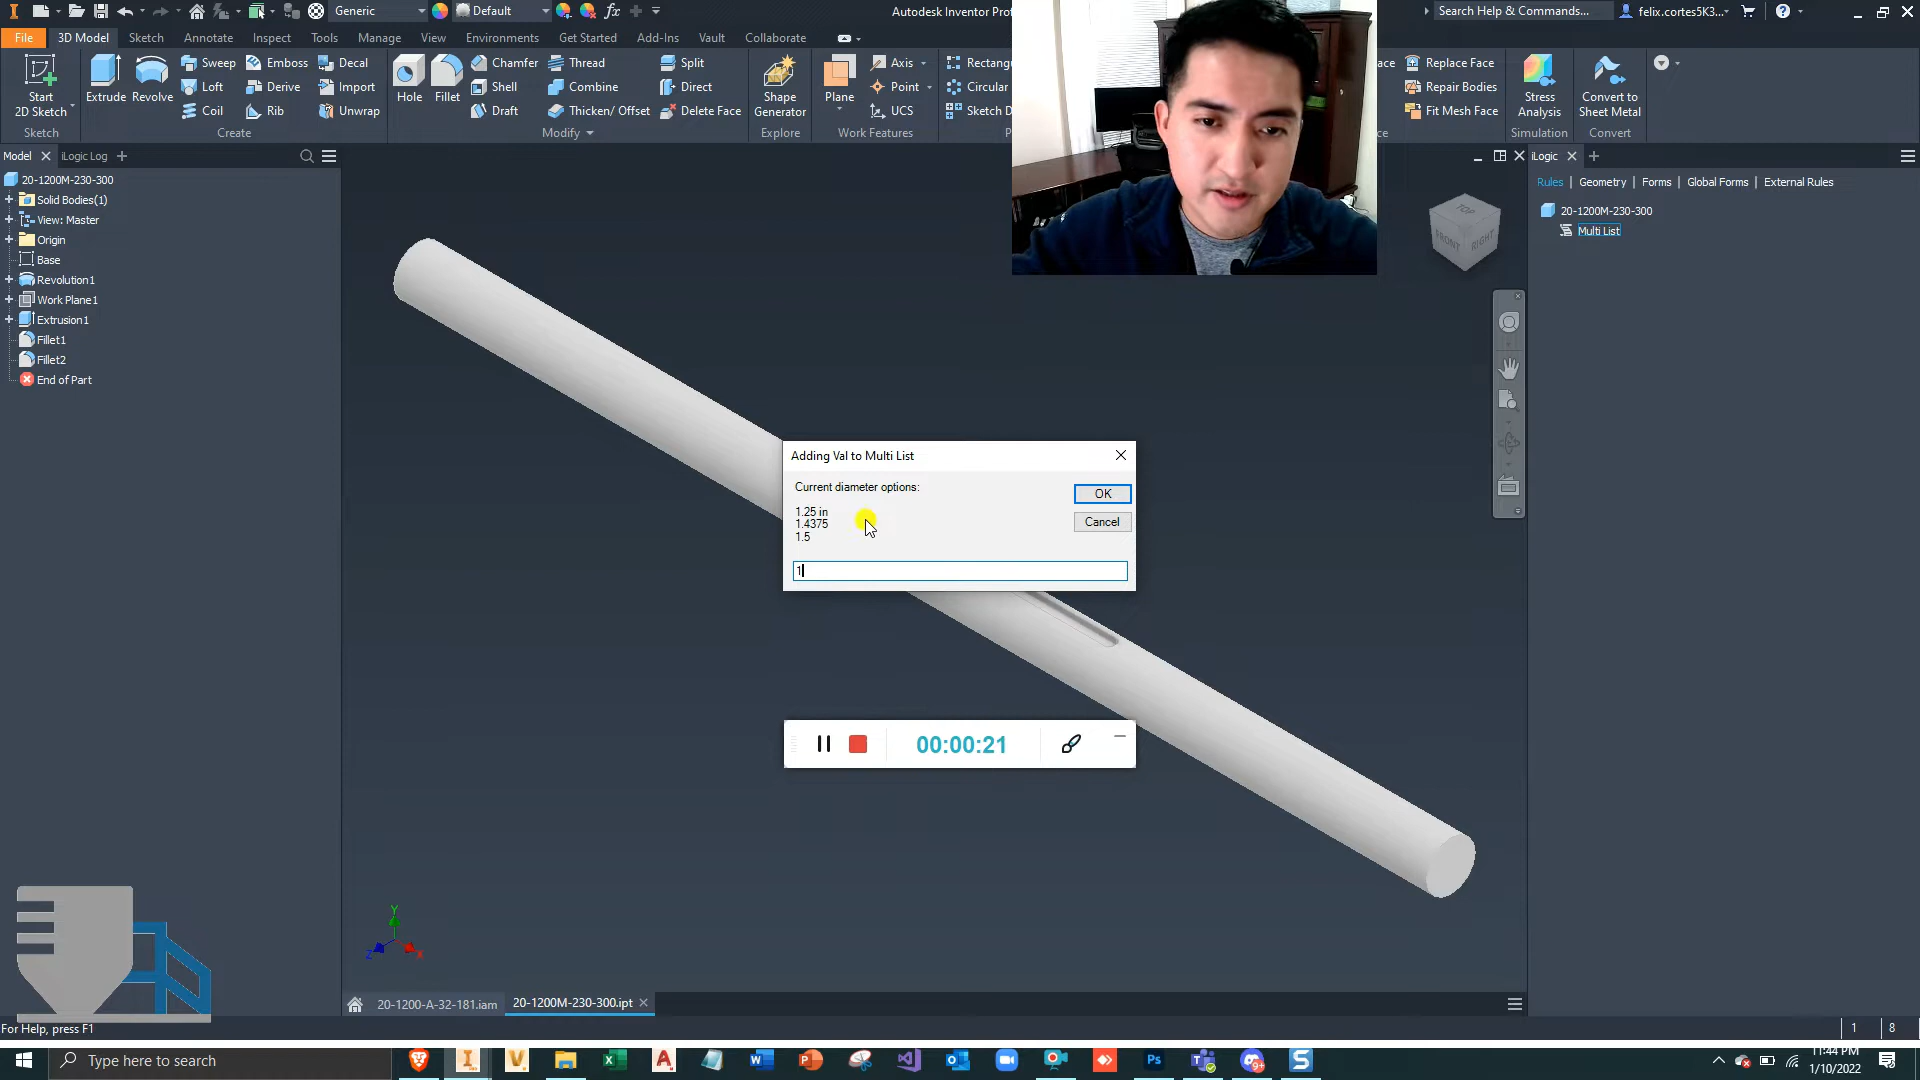 Generic
Default
Autodesk Inventor Prof
Search Help & Commands...
felix.cortes5K3...
File
3D Model
Sketch
Annotate
Inspect
Tools
Manage
View
Environments
Get Started
Add-Ins
Vault
Collaborate
Start
2D Sketch
Extrude
Revolve
Sweep
Loft
Coil
Emboss
Derive
Rib
Decal
Import
Unwrap
Hole
Fillet
Chamfer
Shell
Draft
Thread
Combine
Thicken/ Offset
Split
Direct
Delete Face
Shape
Generator
Plane
Axis
Point
UCS
Rectang
Circular
Sketch D
Replace Face
Repair Bodies
Fit Mesh Face
Stress
Analysis
Convert to
Sheet Metal
Sketch
Create
Modify
Explore
Work Features
Simulation
Convert
Model
iLogic Log
20-1200M-230-300
Solid Bodies(1)
View: Master
Origin
Base
Revolution1
Work Plane1
Extrusion1
Fillet1
Fillet2
End of Part
iLogic
Rules
Geometry
Forms
Global Forms
External Rules
20-1200M-230-300
Multi List
TOP
FRONT
RIGHT
Adding Val to Multi List
Current diameter options:
1.25 in
1.4375
1.5
OK
Cancel
1
00:00:21
Y
Z
X
20-1200-A-32-181.iam
20-1200M-230-300.ipt
For Help, press F1
1
8
Type here to search
11:44 PM
1/10/2022